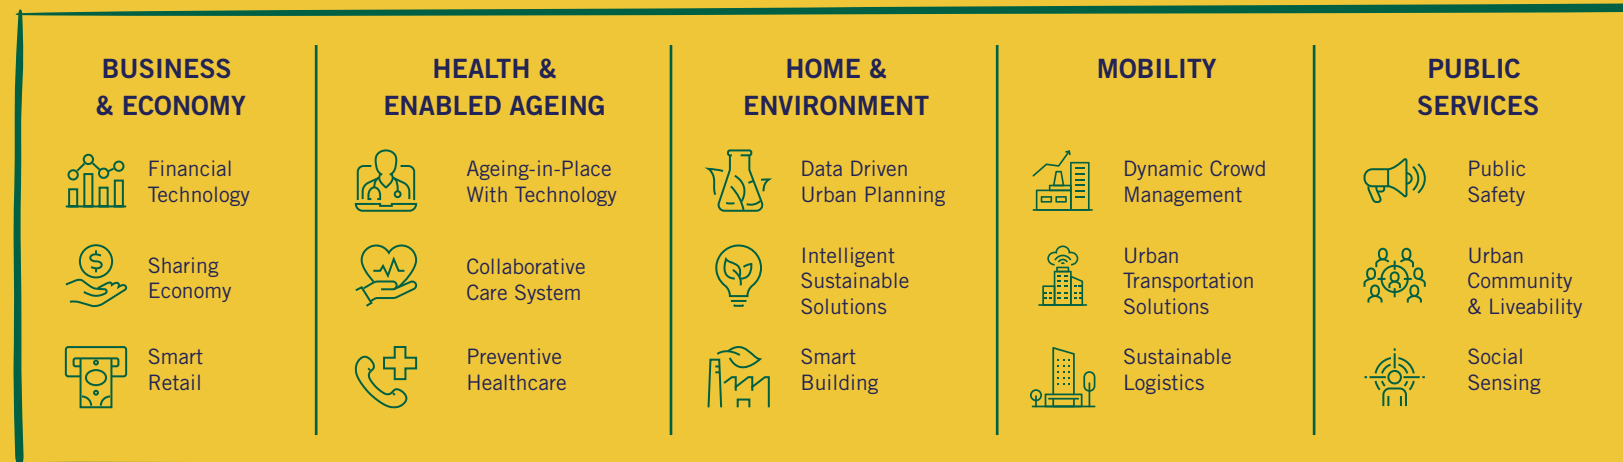 BUSINESS
& ECONOMY
Financial
Technology
$
Sharing
Economy
Smart
Retail
HEALTH &
ENABLED AGEING
Ageing-in-Place
With Technology
Collaborative
Care System
Preventive
Healthcare
HOME &
ENVIRONMENT
Data Driven
Urban Planning
Intelligent
Sustainable
Solutions
Smart
Building
MOBILITY
Dynamic Crowd
Management
Urban
Transportation
Solutions
Sustainable
Logistics
PUBLIC
SERVICES
Public
Safety
Urban
Community
& Liveability
Social
Sensing